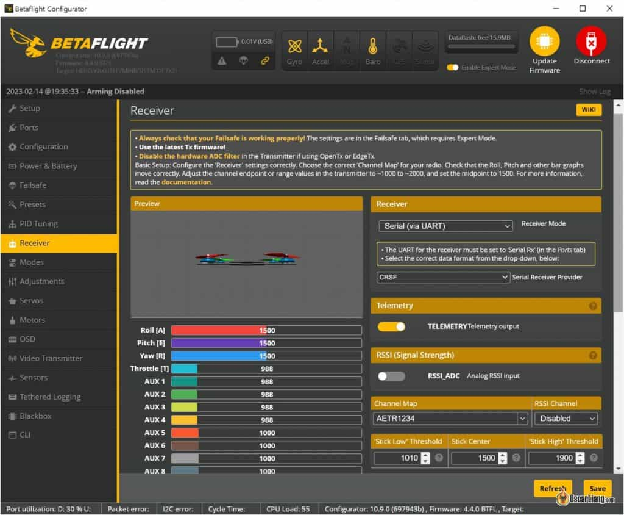 Betaflight Configurator
BETAFLIGHT
0.01V (USB)
Gyro
Accel
Baro
Dataflash: free 15.9MB
Enable Expert Mode
Update
Firmware
Disconnect
2023-02-14 @19:35:33 – Arming Disabled
Show Log
Setup
Ports
Configuration
Power & Battery
Failsafe
Presets
PID Tuning
Receiver
Modes
Adjustments
Servos
Motors
OSD
Video Transmitter
Sensors
Tethered Logging
Blackbox
CLI
Receiver
WIKI
• Always check that your Failsafe is working properly! The settings are in the Failsafe tab, which requires Expert Mode.
• Use the latest Tx firmware!
• Disable the hardware ADC filter in the Transmitter if using OpenTx or EdgeTx.
Basic Setup: Configure the 'Receiver' settings correctly. Choose the correct 'Channel Map' for your radio. Check that the Roll, Pitch and other bar graphs
move correctly. Adjust the channel endpoint or range values in the transmitter to ~1000 to ~2000, and set the midpoint to 1500. For more information,
read the documentation.
Preview
Roll [A] 1500
Pitch [E] 1500
Yaw [R] 1500
Throttle [T] 988
AUX 1 988
AUX 2 988
AUX 3 988
AUX 4 988
AUX 5 1000
AUX 6 1000
AUX 7 1000
AUX 8 1000
Receiver
Serial (via UART) Receiver Mode
• The UART for the receiver must be set to 'Serial Rx' (in the Ports tab)
• Select the correct data format from the drop-down, below:
CRSF Serial Receiver Provider
Telemetry
TELEMETRY Telemetry output
RSSI (Signal Strength)
RSSI_ADC Analog RSSI input
Channel Map RSSI Channel
AETR1234 Disabled
'Stick Low' Threshold Stick Center 'Stick High' Threshold
1010 1500 1900
Refresh Save
Port utilization: D: 30 % U: Packet error: I2C error: Cycle Time: CPU Load: 55 Configurator: 10.9.0 (697943b), Firmware: 4.4.0 BTFL, Target: